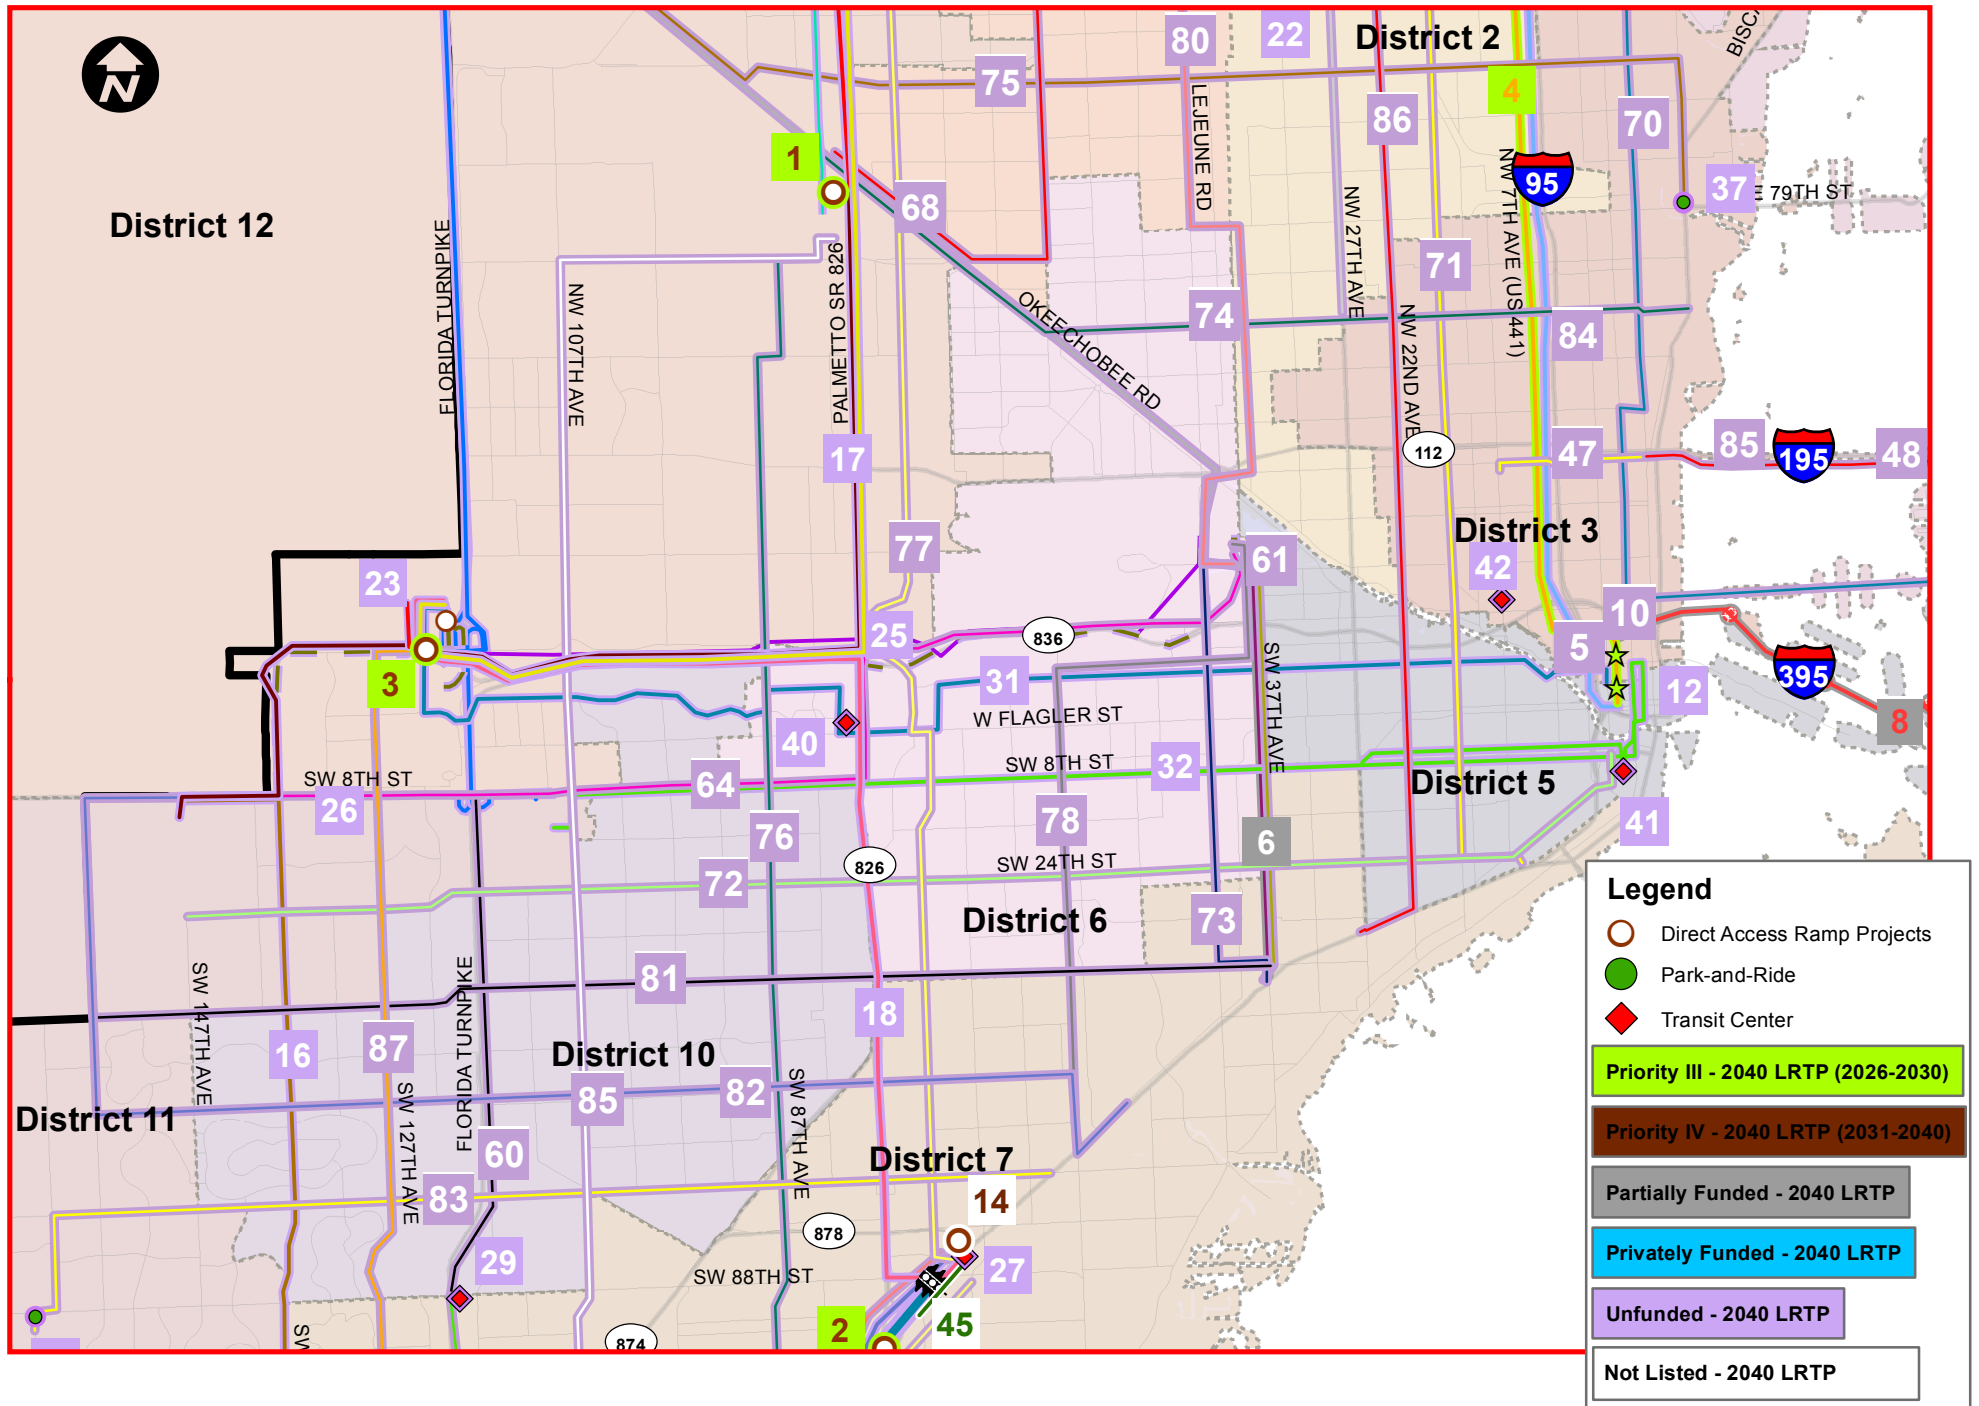 N
District 2
District 12
District 3
District 5
District 6
District 10
District 11
District 7
80
22
75
86
4
70
1
68
37
71
74
84
17
47
85
48
77
61
42
23
25
10
5
3
31
12
8
40
32
64
26
78
76
6
41
72
73
81
18
16
87
85
82
60
83
14
29
27
2
45
95
195
395
112
836
826
878
874
BISC
LEJEUNE RD
E 79TH ST
NW 7TH AVE (US 441)
NW 27TH AVE
NW 22ND AVE
FLORIDA TURNPIKE
PALMETTO SR 826
NW 107TH AVE
OKEECHOBEE RD
SW 37TH AVE
W FLAGLER ST
SW 8TH ST
SW 8TH ST
SW 24TH ST
SW 147TH AVE
FLORIDA TURNPIKE
SW 127TH AVE
SW 87TH AVE
SW 88TH ST
SW
Legend
Direct Access Ramp Projects
Park-and-Ride
Transit Center
Priority III - 2040 LRTP (2026-2030)
Priority IV - 2040 LRTP (2031-2040)
Partially Funded - 2040 LRTP
Privately Funded - 2040 LRTP
Unfunded - 2040 LRTP
Not Listed - 2040 LRTP